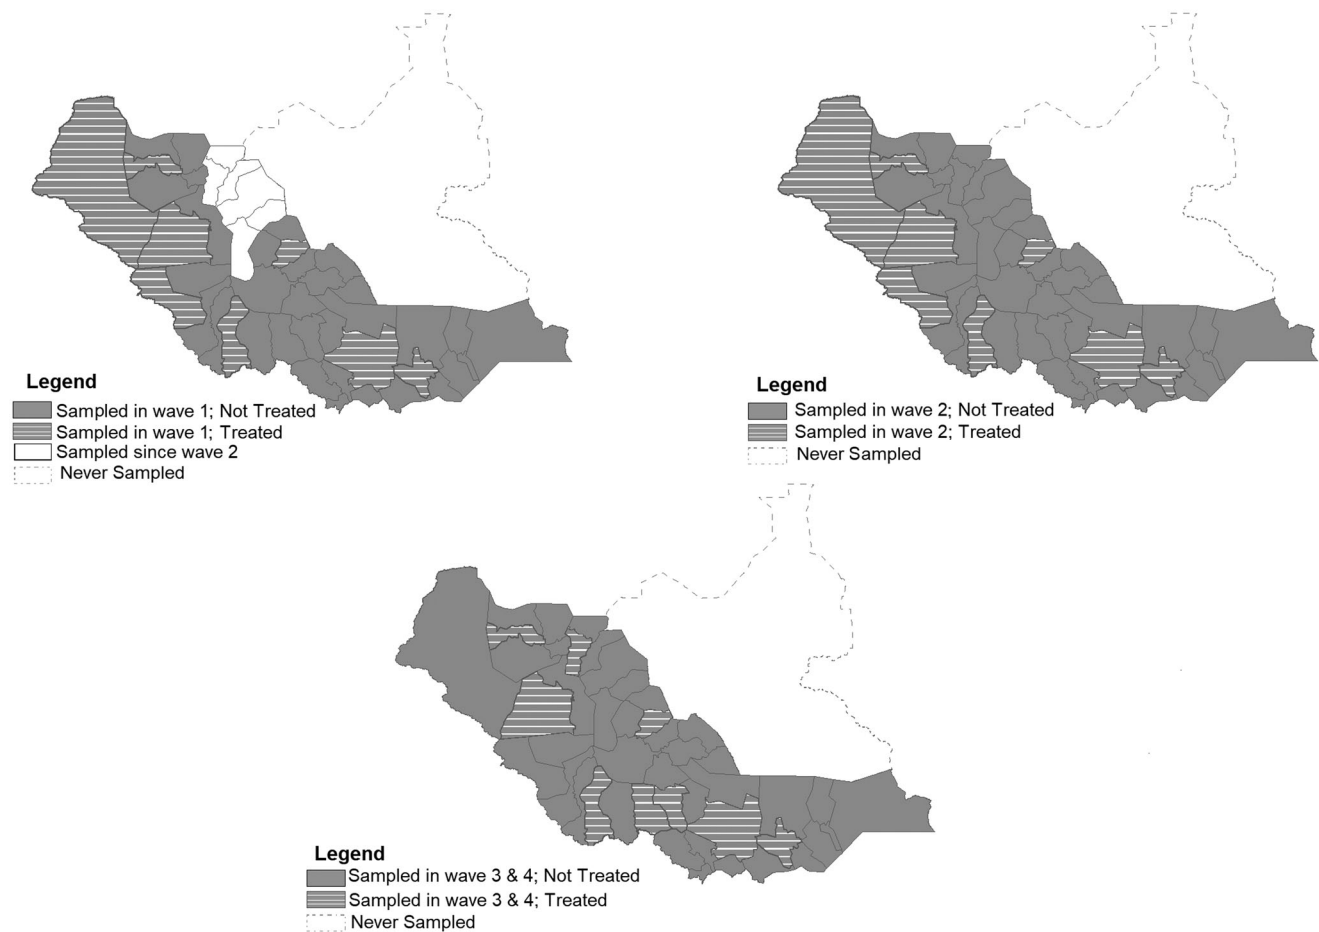 Legend
Sampled in wave 1; Not Treated
Sampled in wave 1; Treated
Sampled since wave 2
Never Sampled
Legend
Sampled in wave 2; Not Treated
Sampled in wave 2; Treated
Never Sampled
Legend
Sampled in wave 3 & 4; Not Treated
Sampled in wave 3 & 4; Treated
Never Sampled